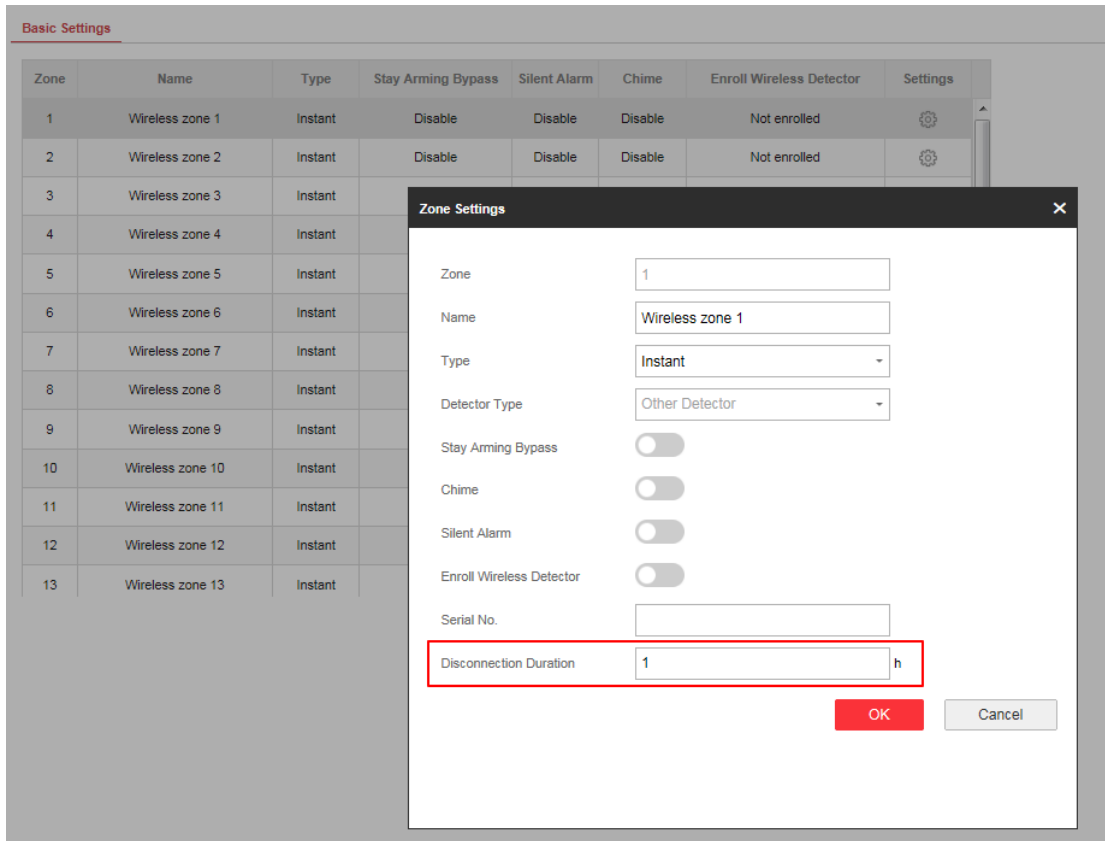 Basic Settings
Zone Name Type Stay Arming Bypass Silent Alarm Chime Enroll Wireless Detector Settings
1 Wireless zone 1 Instant Disable Disable Disable Not enrolled
2 Wireless zone 2 Instant Disable Disable Disable Not enrolled
3 Wireless zone 3 Instant
4 Wireless zone 4 Instant
5 Wireless zone 5 Instant
6 Wireless zone 6 Instant
7 Wireless zone 7 Instant
8 Wireless zone 8 Instant
9 Wireless zone 9 Instant
10 Wireless zone 10 Instant
11 Wireless zone 11 Instant
12 Wireless zone 12 Instant
13 Wireless zone 13 Instant
Zone Settings
Zone 1
Name Wireless zone 1
Type Instant
Detector Type Other Detector
Stay Arming Bypass
Chime
Silent Alarm
Enroll Wireless Detector
Serial No.
Disconnection Duration 1 h
OK Cancel